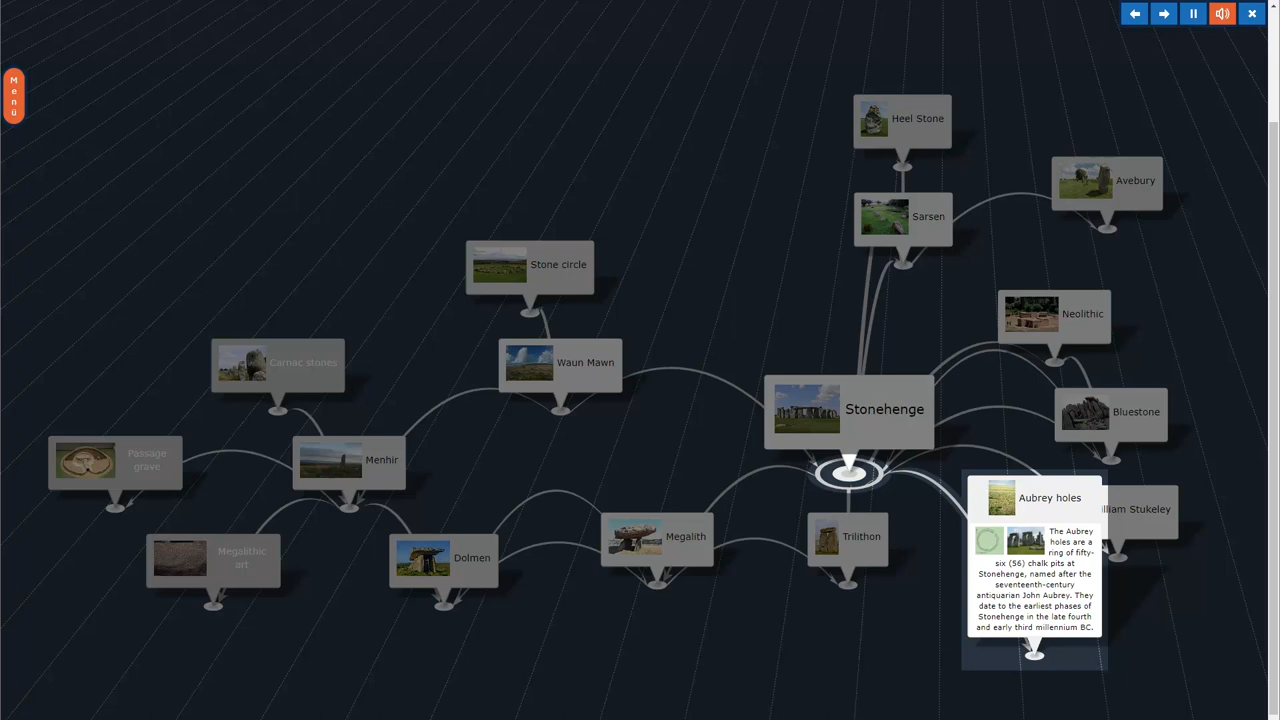 M
e
n
ü
Heel Stone
Avebury
Sarsen
Stone circle
Neolithic
Carnac stones
Waun Mawn
Stonehenge
Bluestone
Passage
grave
Menhir
Aubrey holes
lliam Stukeley
Megalithic
art
Dolmen
Megalith
Trilithon
The Aubrey
holes are a
ring of fifty-
six (56) chalk pits at
Stonehenge, named after the
seventeenth-century
antiquarian John Aubrey. They
date to the earliest phases of
Stonehenge in the late fourth
and early third millennium BC.